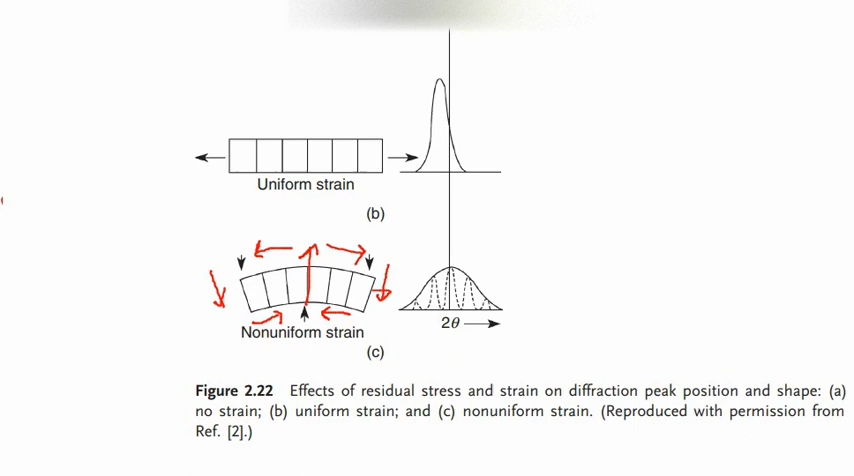 Uniform strain
(b)
Nonuniform strain
2θ
(c)
Figure 2.22 Effects of residual stress and strain on diffraction peak position and shape: (a)
no strain; (b) uniform strain; and (c) nonuniform strain. (Reproduced with permission from
Ref. [2].)